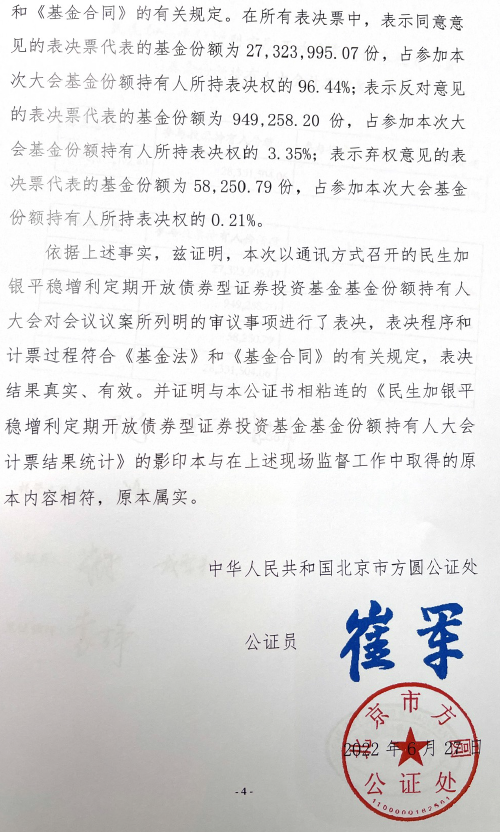 和《基金合同》的有关规定。在所有表决票中，表示同意意
见的表决票代表的基金份额为 27,323,995.07 份，占参加本
次大会基金份额持有人所持表决权的 96.44%；表示反对意见
的表决票代表的基金份额为 949,258.20 份，占参加本次大
会基金份额持有人所持表决权的 3.35%；表示弃权意见的表
决票代表的基金份额为 58,250.79 份，占参加本次大会基金
份额持有人所持表决权的 0.21%。
依据上述事实，兹证明，本次以通讯方式召开的民生加
银平稳增利定期开放债券型证券投资基金基金份额持有人
大会对会议议案所列明的审议事项进行了表决，表决程序和
计票过程符合《基金法》和《基金合同》的有关规定，表决
结果真实、有效。并证明与本公证书相粘连的《民生加银平
稳增利定期开放债券型证券投资基金基金份额持有人大会
计票结果统计》的影印本与在上述现场监督工作中取得的原
本内容相符，原本属实。
中华人民共和国北京市方圆公证处
公证员
崔军
北京市方圆
2022 年 6 月 27 日
公证处
-4-